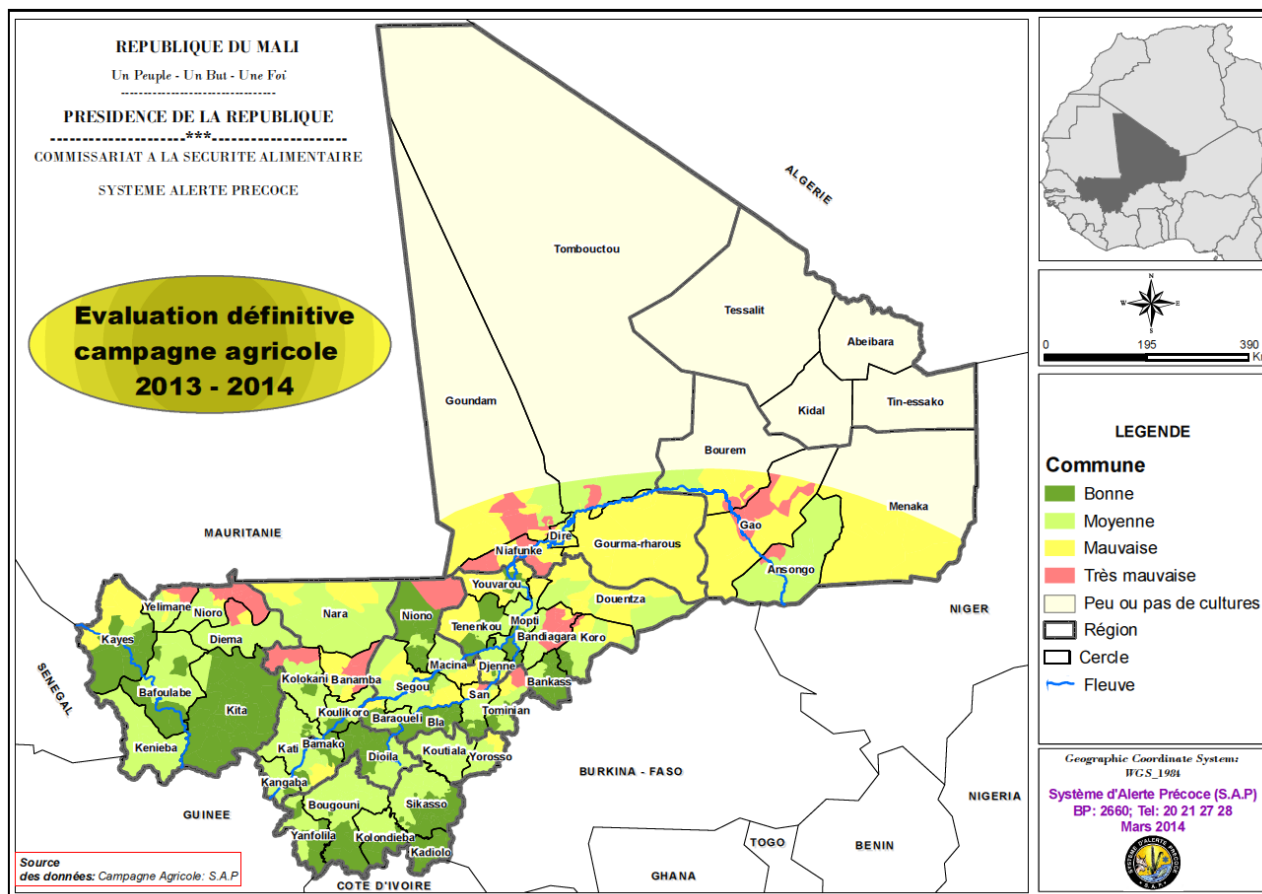 REPUBLIQUE DU MALI
Un Peuple - Un But - Une Foi
----------------------------------
PRESIDENCE DE LA REPUBLIQUE
---------------------***---------------------
COMMISSARIAT A LA SECURITE ALIMENTAIRE
SYSTEME ALERTE PRECOCE
Evaluation définitive
campagne agricole
2013 - 2014
ALGERIE
Tombouctou
Tessalit
Abeibara
Kidal
Tin-essako
Goundam
Bourem
Menaka
MAURITANIE
Gao
Dire
Niafunke
Gourma-rharous
Ansongo
Youvarou
Douentza
NIGER
Yelimane
Nioro
Nara
Niono
Tenenkou
Mopti
Bandiagara
Koro
Kayes
Diema
Macina
Djenne
Bankass
Kolokani
Banamba
Segou
San
Tominian
SENEGAL
Bafoulabe
Kita
Koulikoro
Baraoueli
Bla
Kenieba
Kati
Bamako
Dioila
Koutiala
Yorosso
Kangaba
BURKINA - FASO
Bougouni
Sikasso
GUINEE
NIGERIA
Yanfolila
Kolondieba
Kadiolo
TOGO
BENIN
GHANA
COTE D'IVOIRE
Source
des données: Campagne Agricole: S.A.P
N
W E
S
0 195 390
Km
LEGENDE
Commune
Bonne
Moyenne
Mauvaise
Très mauvaise
Peu ou pas de cultures
Région
Cercle
Fleuve
Geographic Coordinate System:
WGS_1984
Système d'Alerte Précoce (S.A.P)
BP: 2660; Tel: 20 21 27 28
Mars 2014
SYSTEME D'ALERTE PRECOCE
S.A.P